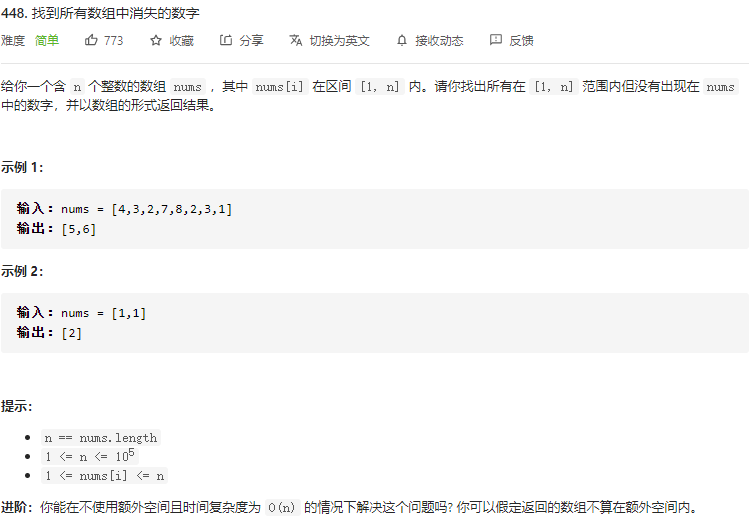 448. 找到所有数组中消失的数字
难度 简单 773 收藏 分享 切换为英文 接收动态 反馈
给你一个含 n 个整数的数组 nums ，其中 nums[i] 在区间 [1, n] 内。请你找出所有在 [1, n] 范围内但没有出现在 nums
中的数字，并以数组的形式返回结果。
示例 1：
输入：nums = [4,3,2,7,8,2,3,1]
输出：[5,6]
示例 2：
输入：nums = [1,1]
输出：[2]
提示：
n == nums.length
1 <= n <= 10⁵
1 <= nums[i] <= n
进阶：你能在不使用额外空间且时间复杂度为 O(n) 的情况下解决这个问题吗? 你可以假定返回的数组不算在额外空间内。